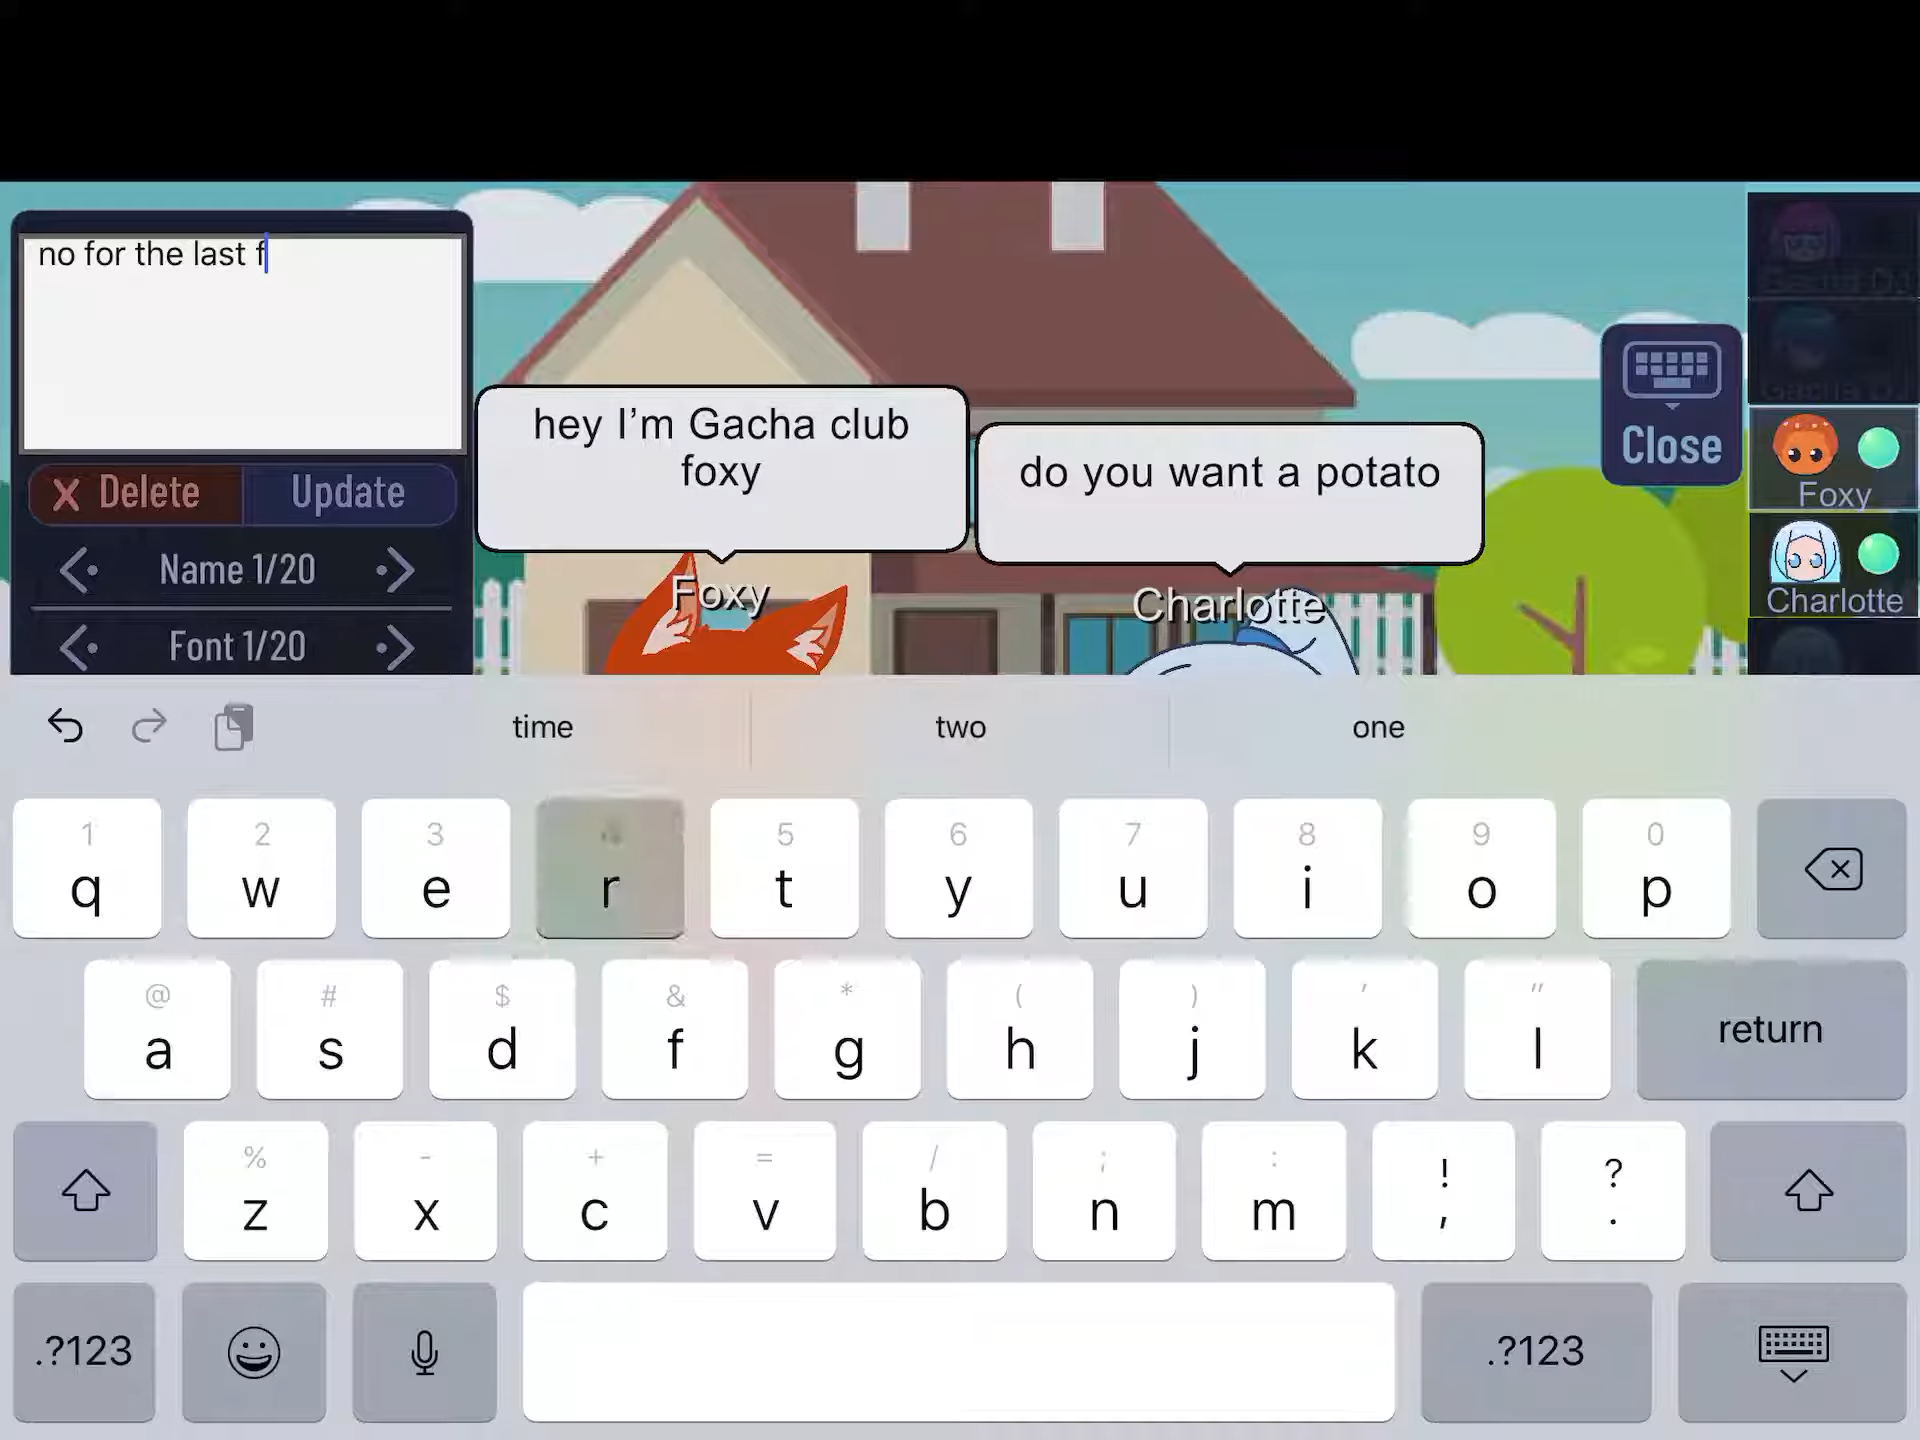 no for the last f
X Delete
Update
Name 1/20
Font 1/20
hey I’m Gacha club
foxy
do you want a potato
Foxy
Charlotte
Close
Foxy
Charlotte
time
two
one
1 2 3 5 6 7 8 9 0
q w e r t y u i o p
@ # $ & * ( ) ' "
a s d f g h j k l
return
% - + = / ; : ! ?
z x c v b n m , .
.?123
.?123